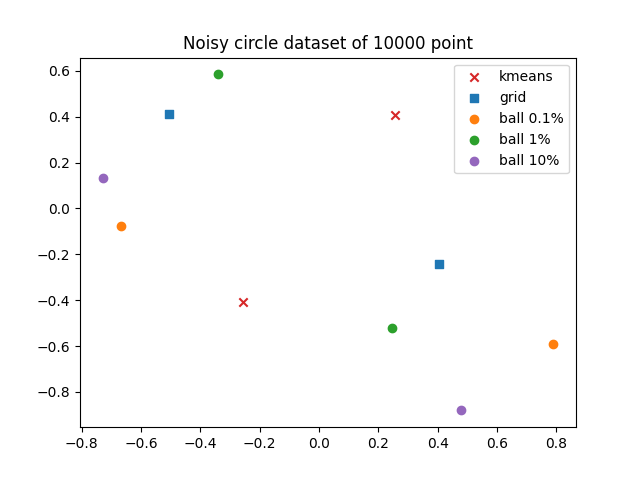 Noisy circle dataset of 10000 point
kmeans
grid
ball 0.1%
ball 1%
ball 10%
0.6
0.4
0.2
0.0
−0.2
−0.4
−0.6
−0.8
−0.8 −0.6 −0.4 −0.2 0.0 0.2 0.4 0.6 0.8